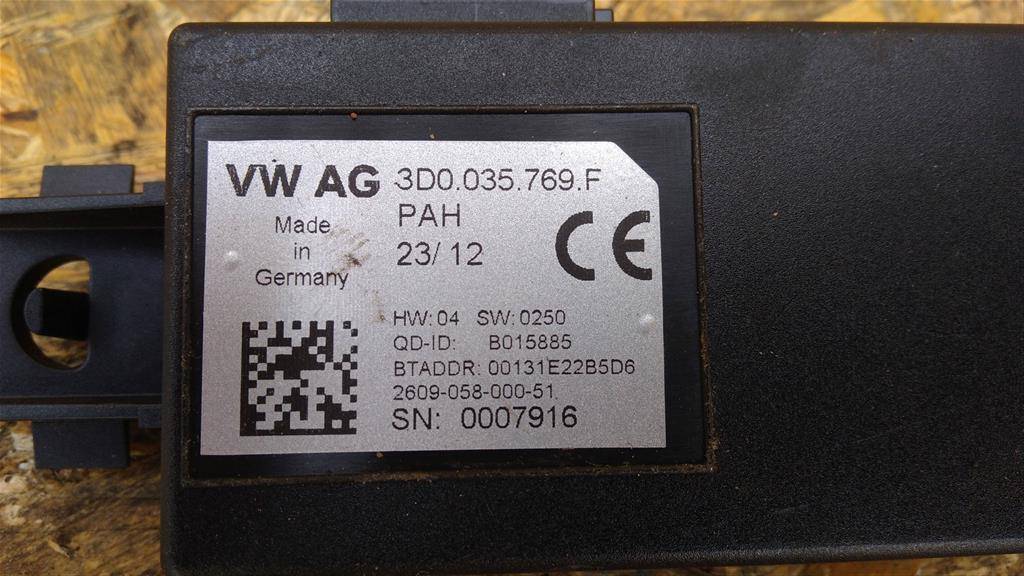 VW AG 3D0.035.769.F
PAH
23/ 12
Made
in
Germany
CE
HW: 04 SW: 0250
QD-ID: B015885
BTADDR: 00131E22B5D6
2609-058-000-51
SN: 0007916